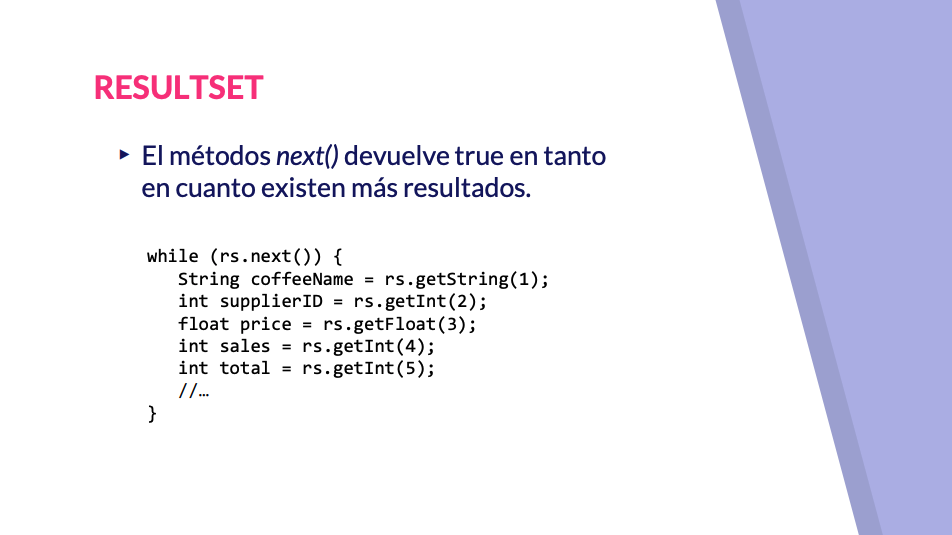 RESULTSET
▸ El métodos next() devuelve true en tanto
en cuanto existen más resultados.
while (rs.next()) {
   String coffeeName = rs.getString(1);
   int supplierID = rs.getInt(2);
   float price = rs.getFloat(3);
   int sales = rs.getInt(4);
   int total = rs.getInt(5);
   //…
}